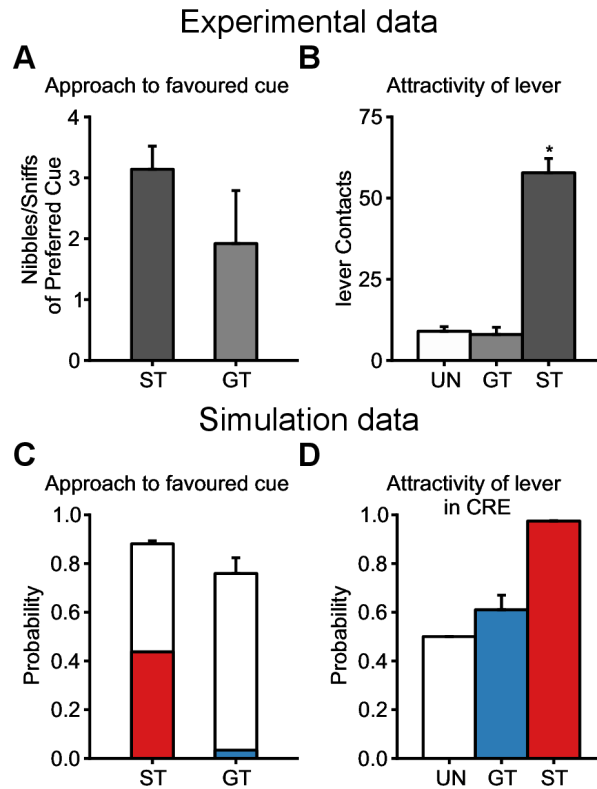 Experimental data
A
Approach to favoured cue
Nibbles/Sniffs
of Preferred Cue
4
3
2
1
0
ST
GT
B
Attractivity of lever
lever Contacts
75
50
25
0
*
UN
GT
ST
Simulation data
C
Approach to favoured cue
Probability
1.0
0.8
0.6
0.4
0.2
0.0
ST
GT
D
Attractivity of lever
in CRE
Probability
1.0
0.8
0.6
0.4
0.2
0.0
UN
GT
ST